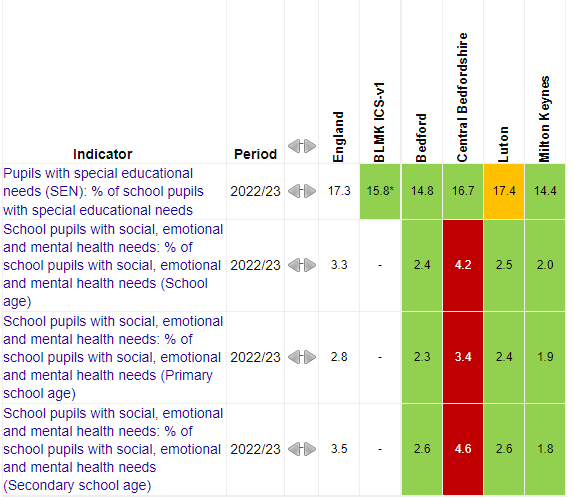 Indicator Period England BLMK ICS-v1 Bedford Central Bedfordshire Luton Milton Keynes
Pupils with special educational
needs (SEN): % of school pupils 2022/23 17.3 15.8* 14.8 16.7 17.4 14.4
with special educational needs
School pupils with social, emotional
and mental health needs: % of
school pupils with social, emotional 2022/23 3.3 - 2.4 4.2 2.5 2.0
and mental health needs (School
age)
School pupils with social, emotional
and mental health needs: % of
school pupils with social, emotional 2022/23 2.8 - 2.3 3.4 2.4 1.9
and mental health needs (Primary
school age)
School pupils with social, emotional
and mental health needs: % of
school pupils with social, emotional 2022/23 3.5 - 2.6 4.6 2.6 1.8
and mental health needs
(Secondary school age)